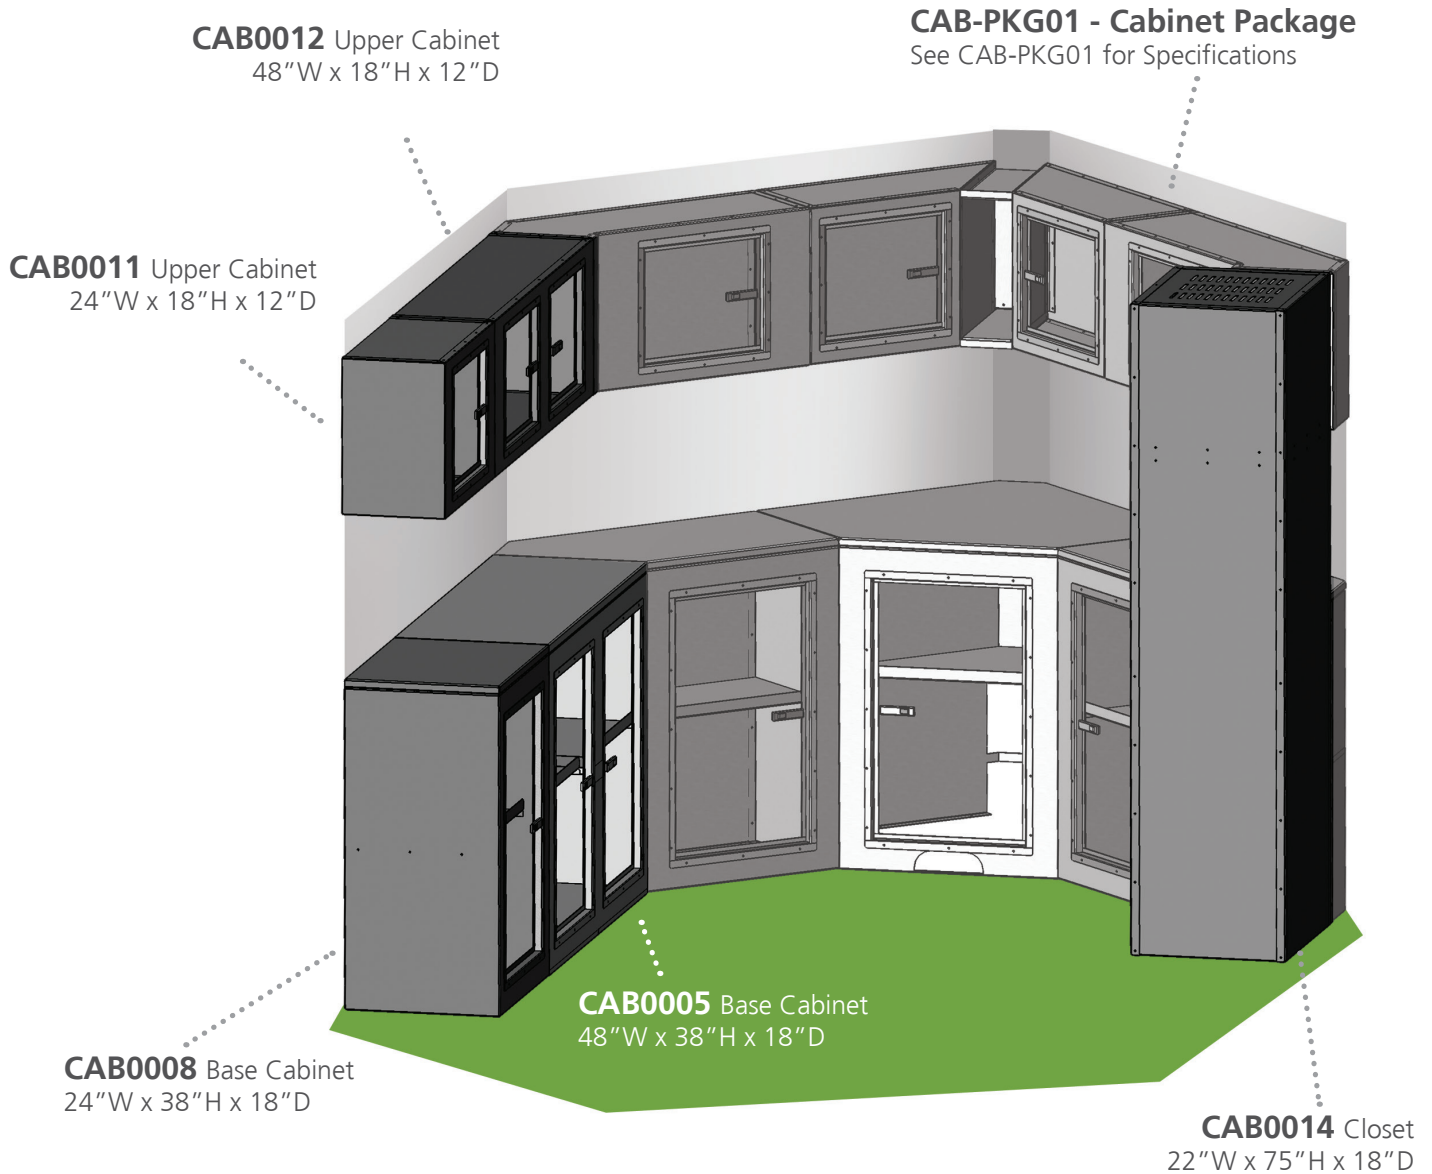 CAB0012 Upper Cabinet
48”W x 18”H x 12”D
CAB-PKG01 - Cabinet Package
See CAB-PKG01 for Specifications
CAB0011 Upper Cabinet
24”W x 18”H x 12”D
CAB0005 Base Cabinet
48”W x 38”H x 18”D
CAB0008 Base Cabinet
24”W x 38”H x 18”D
CAB0014 Closet
22”W x 75”H x 18”D